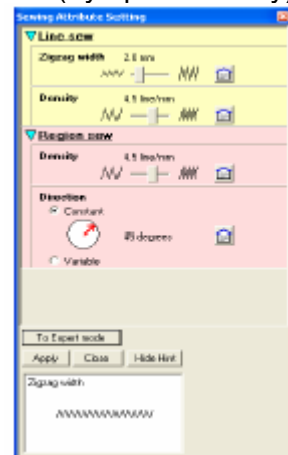 Sewing Attribute Setting
Line sew
Zigzag width 2.0 mm
Density 4.5 line/mm
Region sew
Density 4.5 line/mm
Direction
Constant
45 degrees
Variable
To Expert mode
Apply Close Hide Hint
Zigzag width